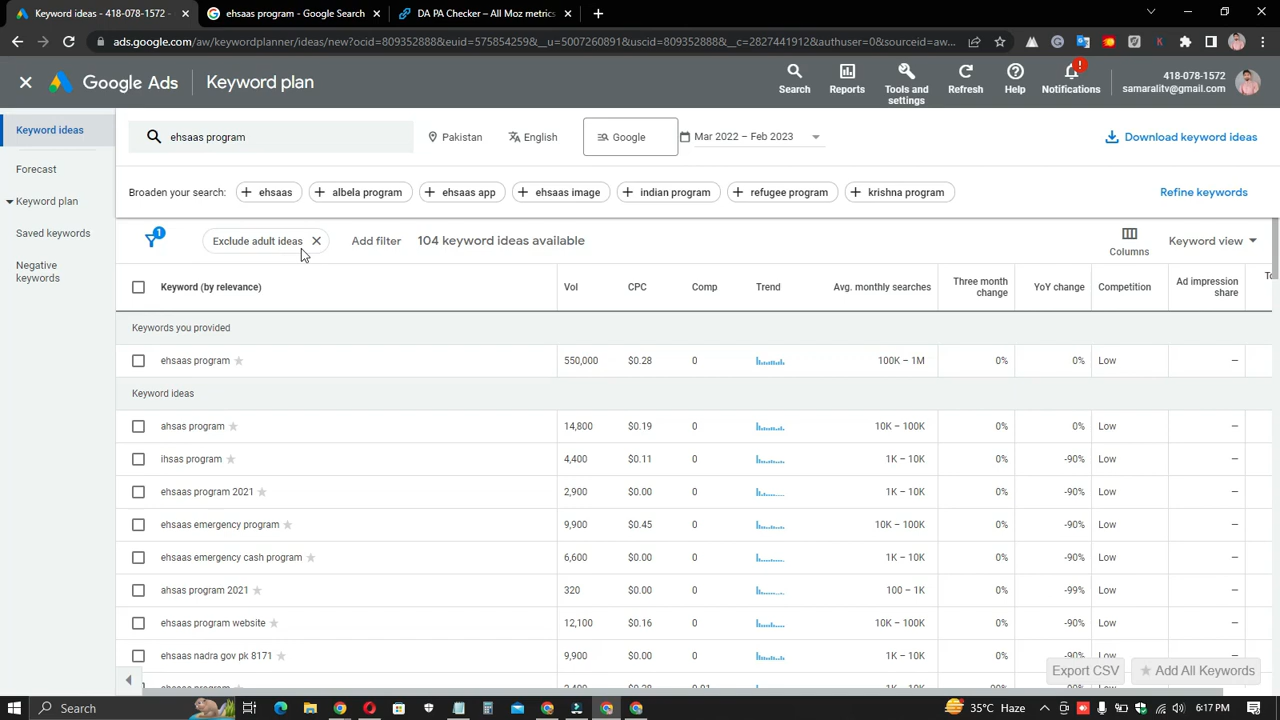 Keyword ideas - 418-078-1572 -
ehsaas program - Google Search
DA PA Checker – All Moz metrics
ads.google.com/aw/keywordplanner/ideas/new?ocid=809352888&euid=575854259&__u=5007260891&uscid=809352888&__c=2827441912&authuser=0&sourceid=aw...
Google Ads
Keyword plan
Search
Reports
Tools and settings
Refresh
Help
Notifications
418-078-1572
samaralitv@gmail.com
Keyword ideas
Forecast
Keyword plan
Saved keywords
Negative keywords
ehsaas program
Pakistan
English
Google
Mar 2022 – Feb 2023
Download keyword ideas
Broaden your search:
ehsaas
albela program
ehsaas app
ehsaas image
indian program
refugee program
krishna program
Refine keywords
1
Exclude adult ideas
Add filter
104 keyword ideas available
Columns
Keyword view
Keyword (by relevance)
Vol
CPC
Comp
Trend
Avg. monthly searches
Three month change
YoY change
Competition
Ad impression share
Keywords you provided
ehsaas program 550,000 $0.28 0 100K – 1M 0% 0% Low –
Keyword ideas
ahsas program 14,800 $0.19 0 10K – 100K 0% 0% Low –
ihsas program 4,400 $0.11 0 1K – 10K 0% -90% Low –
ehsaas program 2021 2,900 $0.00 0 1K – 10K 0% -90% Low –
ehsaas emergency program 9,900 $0.45 0 10K – 100K 0% -90% Low –
ehsaas emergency cash program 6,600 $0.00 0 1K – 10K 0% -90% Low –
ahsas program 2021 320 $0.00 0 100 – 1K 0% -99% Low –
ehsaas program website 12,100 $0.16 0 10K – 100K 0% -90% Low –
ehsaas nadra gov pk 8171 9,900 $0.00 0 1K – 10K 0% -90% Low –
Export CSV
Add All Keywords
Search
35°C Haze
6:17 PM